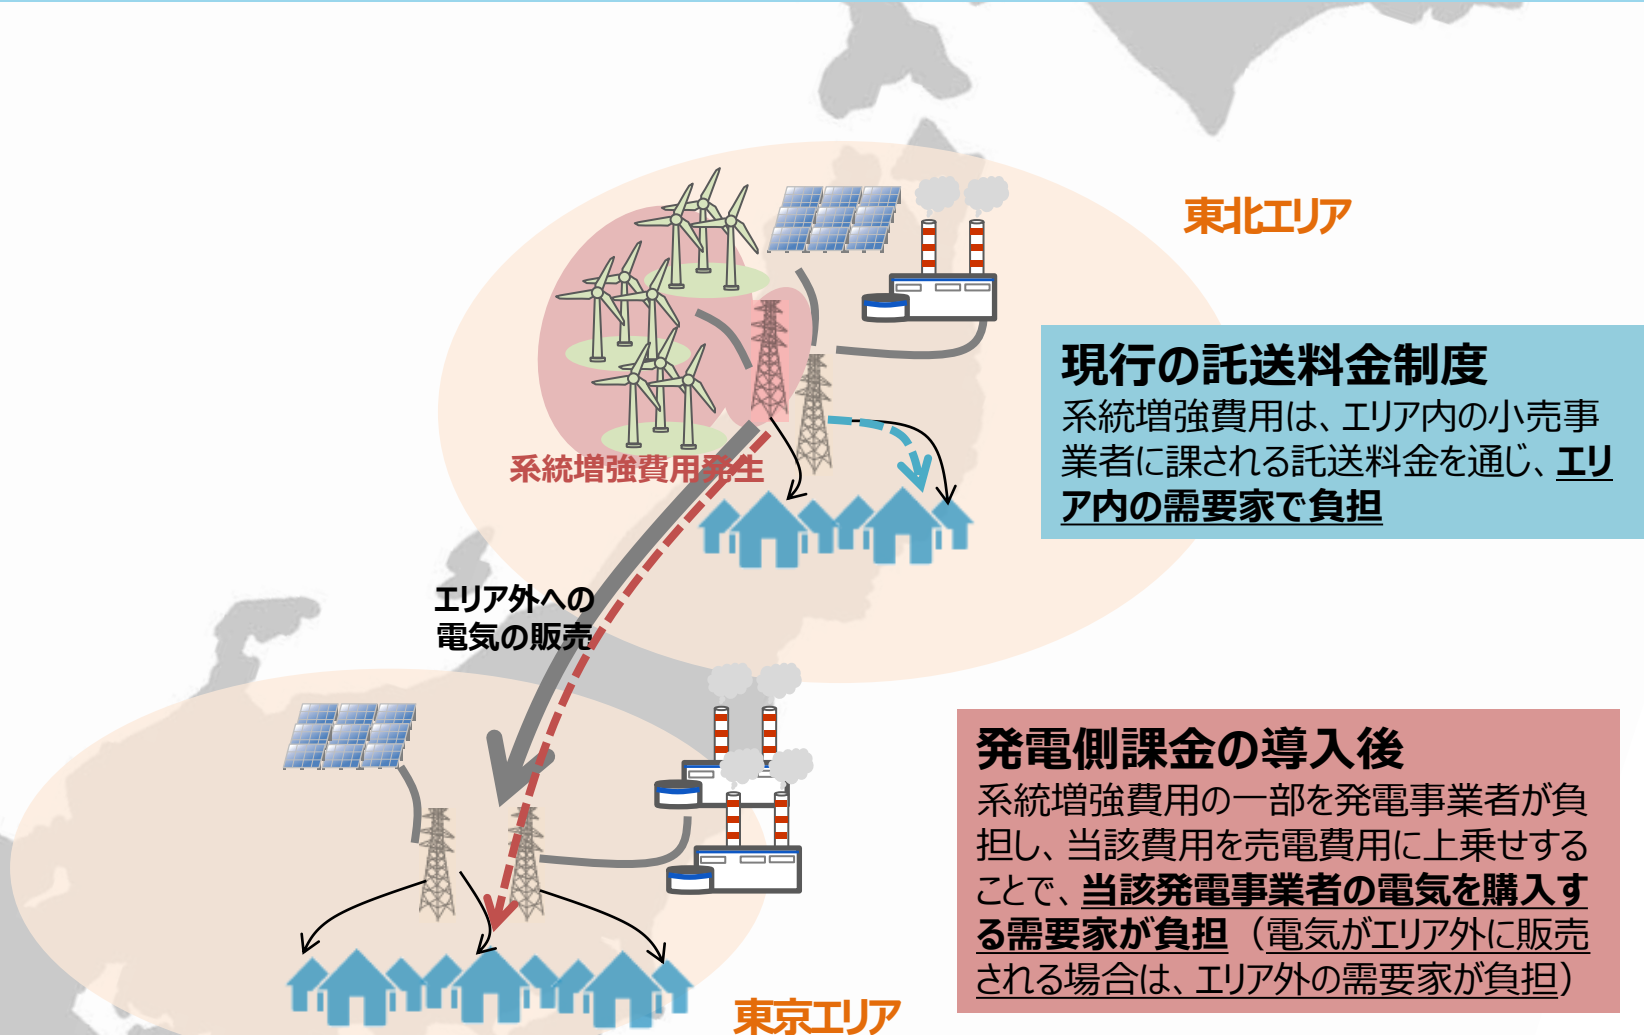 東北エリア
現行の託送料金制度
系統増強費用は、エリア内の小売事
業者に課される託送料金を通じ、エリ
ア内の需要家で負担
系統増強費用発生
エリア外への
電気の販売
発電側課金の導入後
系統増強費用の一部を発電事業者が負
担し、当該費用を売電費用に上乗せする
ことで、当該発電事業者の電気を購入す
る需要家が負担（電気がエリア外に販売
される場合は、エリア外の需要家が負担）
東京エリア